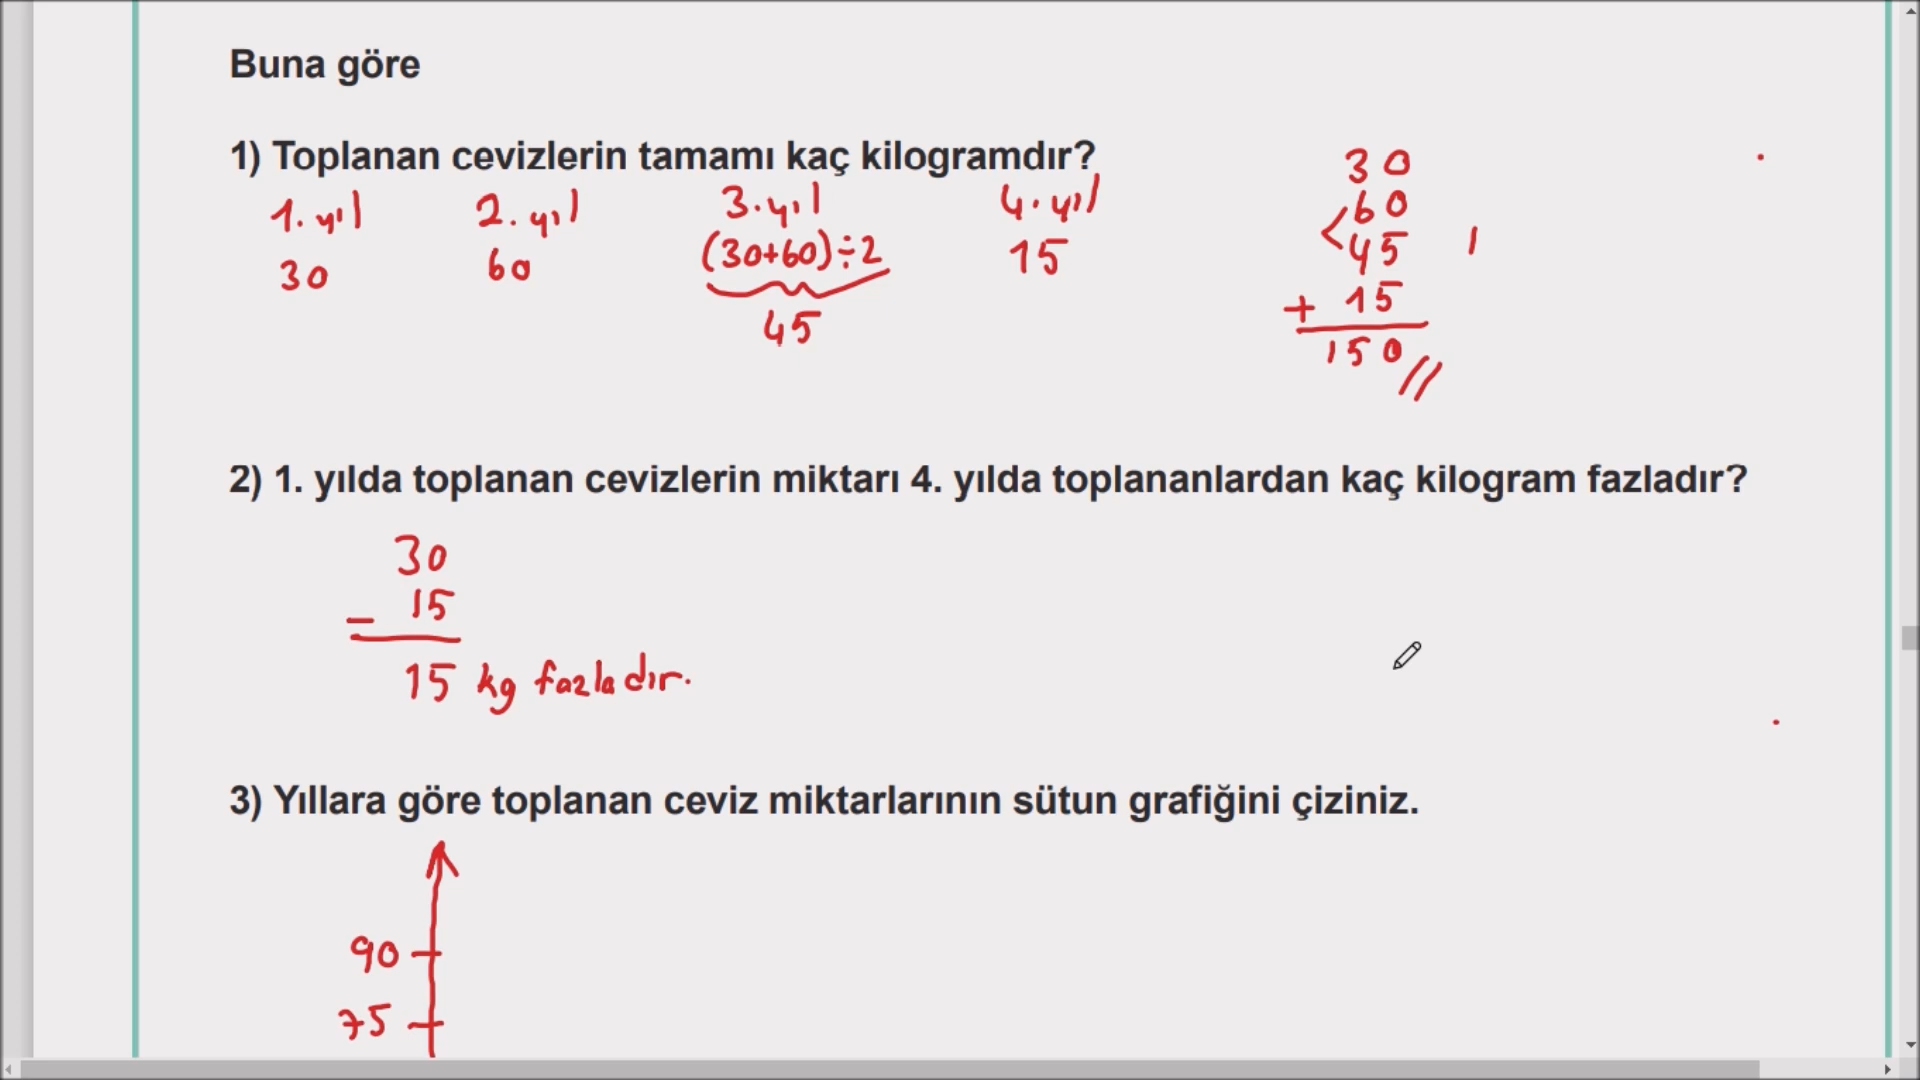 Buna göre
1) Toplanan cevizlerin tamamı kaç kilogramdır?
1. yıl 2. yıl 3. yıl 4. yıl
30 60 (30+60)÷2 15
45
30
60
45
+ 15
150
2) 1. yılda toplanan cevizlerin miktarı 4. yılda toplananlardan kaç kilogram fazladır?
30
- 15
15 kg fazladır.
3) Yıllara göre toplanan ceviz miktarlarının sütun grafiğini çiziniz.
90
75